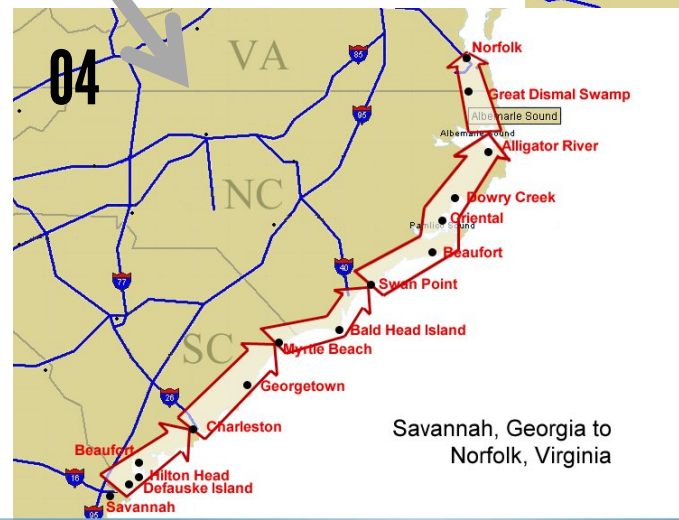 04
VA
85
Norfolk
Great Dismal Swamp
95
Albemarle Sound
Albemarle Sound
Alligator River
NC
Dowry Creek
Oriental
Pamlico Sound
Beaufort
40
77
Swan Point
Bald Head Island
SC
Myrtle Beach
Georgetown
26
Charleston
Savannah, Georgia to
Norfolk, Virginia
Beaufort
16
Hilton Head
Defauske Island
Savannah
95